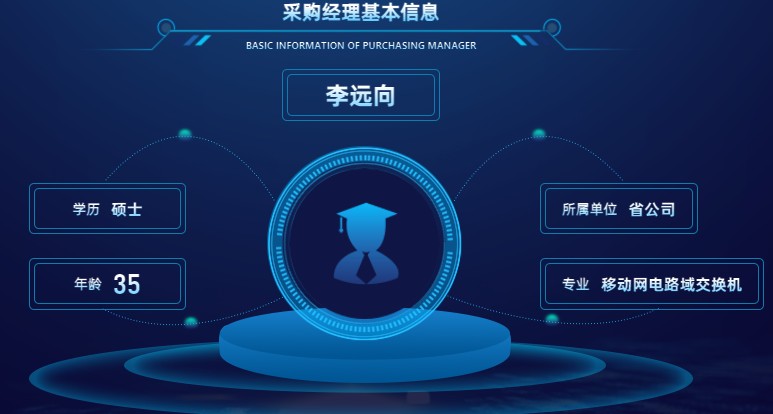 采购经理基本信息
BASIC INFORMATION OF PURCHASING MANAGER
李远向
学历 硕士
所属单位 省公司
年龄 35
专业 移动网电路域交换机